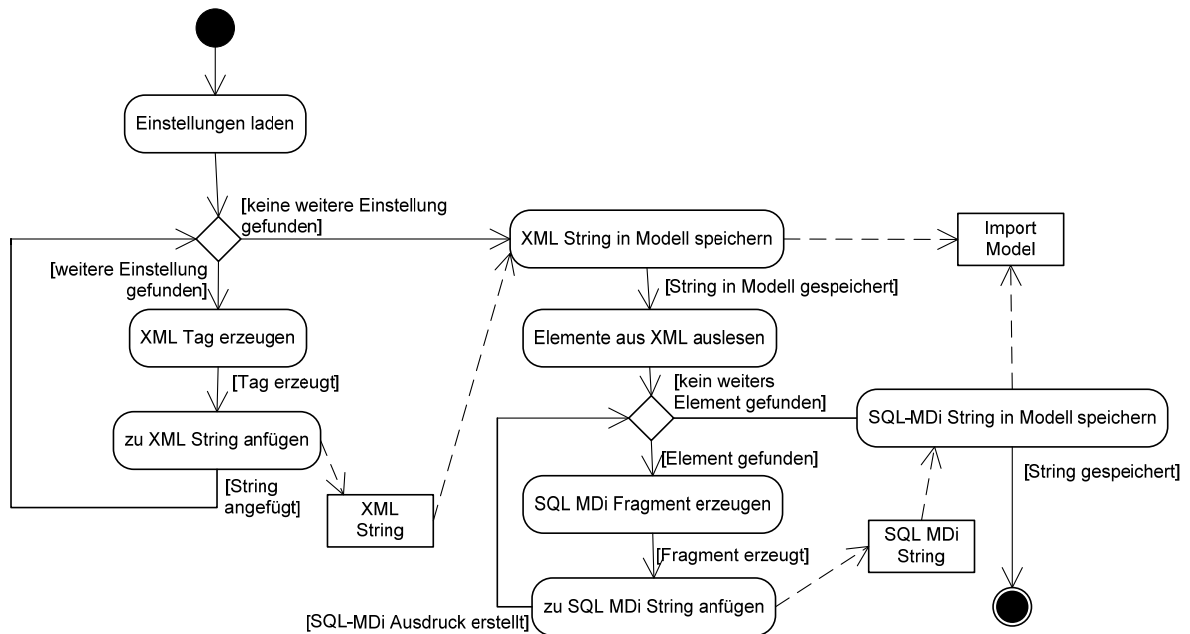 Einstellungen laden
[keine weitere Einstellung
gefunden]
[weitere Einstellung
gefunden]
XML Tag erzeugen
[Tag erzeugt]
zu XML String anfügen
[String
angefügt]
XML
String
XML String in Modell speichern
Import
Model
[String in Modell gespeichert]
Elemente aus XML auslesen
[kein weiters
Element gefunden]
SQL-MDi String in Modell speichern
[Element gefunden]
[String gespeichert]
SQL MDi Fragment erzeugen
[Fragment erzeugt]
SQL MDi
String
zu SQL MDi String anfügen
[SQL-MDi Ausdruck erstellt]